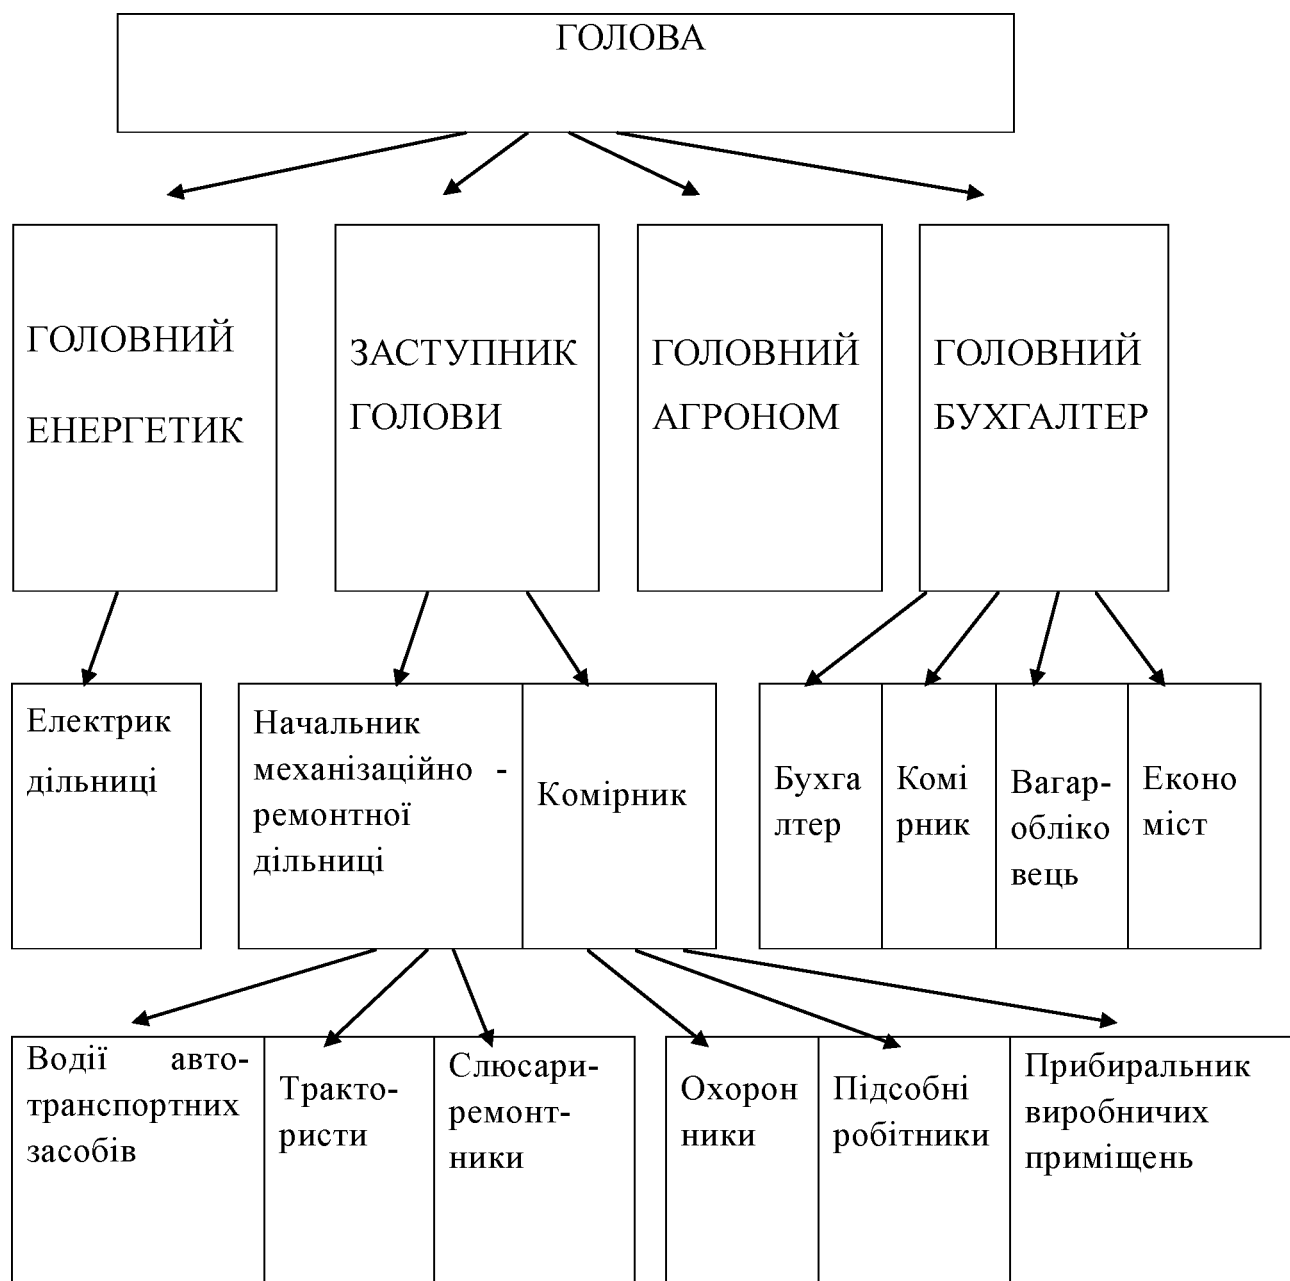 ГОЛОВА
ГОЛОВНИЙ
ЕНЕРГЕТИК
ЗАСТУПНИК
ГОЛОВИ
ГОЛОВНИЙ
АГРОНОМ
ГОЛОВНИЙ
БУХГАЛТЕР
Електрик
дільниці
Начальник
механізаційно -
ремонтної
дільниці
Комірник
Бухга
лтер
Комі
рник
Вагар-
обліко
вець
Еконо
міст
Водії авто-
транспортних
засобів
Тракто-
ристи
Слюсари-
ремонт-
ники
Охорон
ники
Підсобні
робітники
Прибиральник
виробничих
приміщень